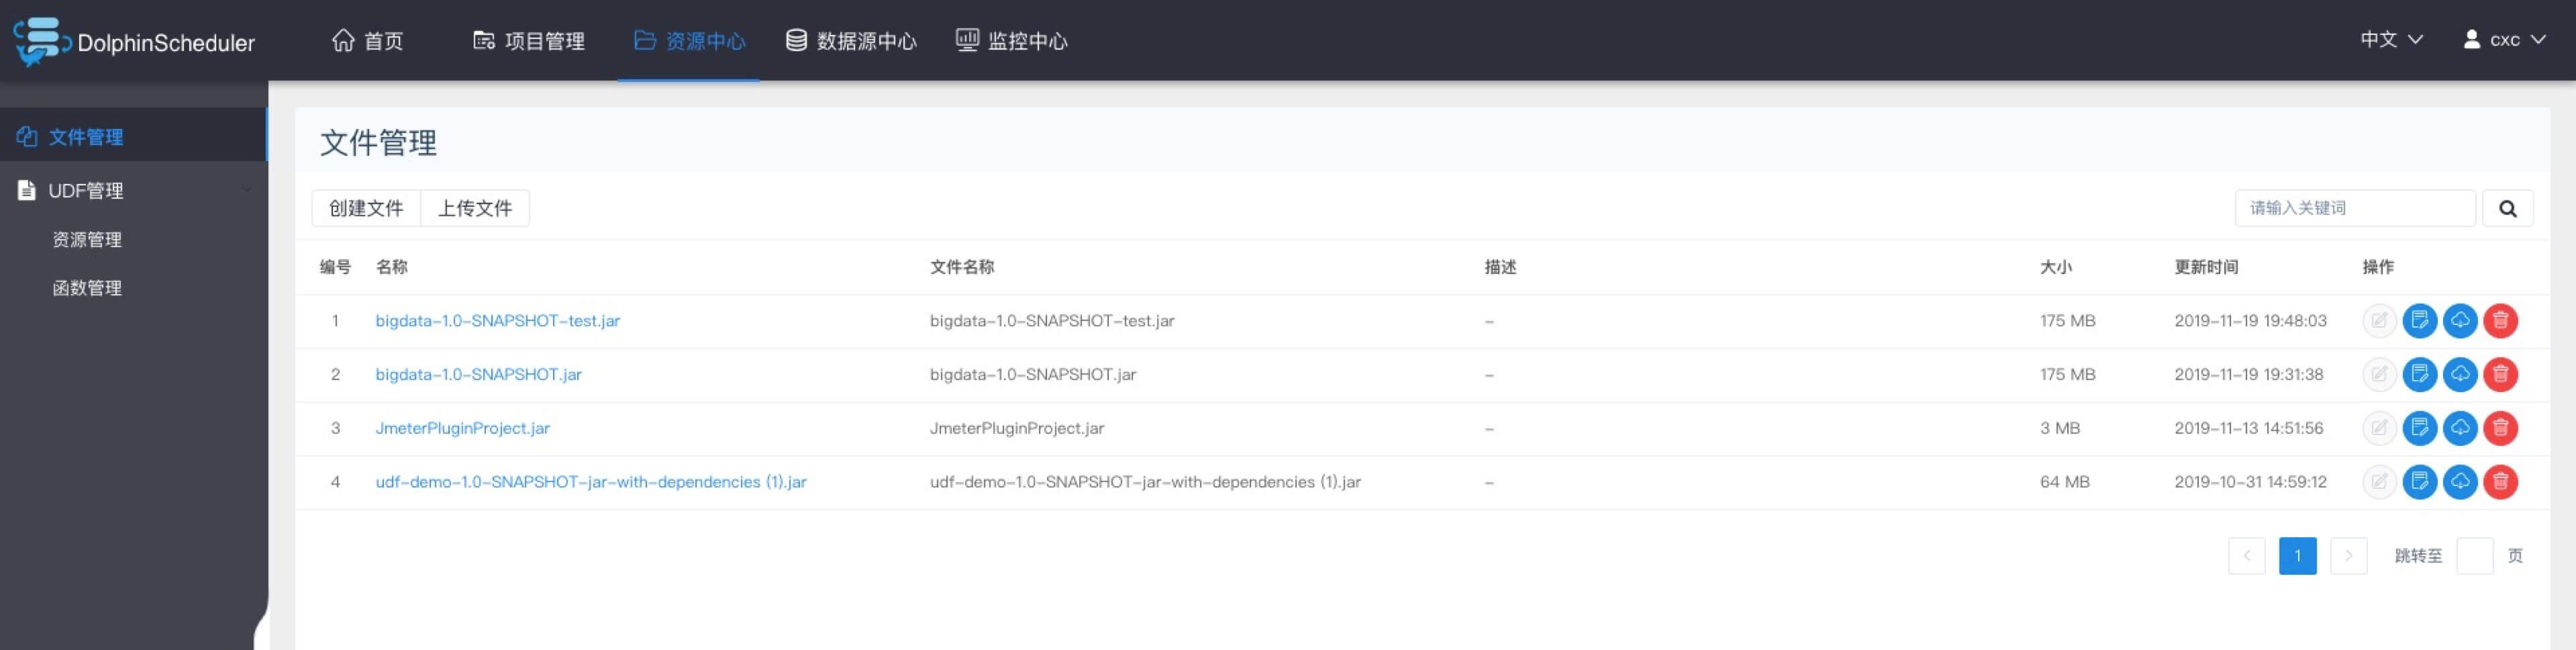 DolphinScheduler 首页 项目管理 资源中心 数据源中心 监控中心 中文 cxc
文件管理
UDF管理
资源管理
函数管理
文件管理
创建文件 上传文件 请输入关键词
编号 名称 文件名称 描述 大小 更新时间 操作
1 bigdata-1.0-SNAPSHOT-test.jar bigdata-1.0-SNAPSHOT-test.jar - 175 MB 2019-11-19 19:48:03
2 bigdata-1.0-SNAPSHOT.jar bigdata-1.0-SNAPSHOT.jar - 175 MB 2019-11-19 19:31:38
3 JmeterPluginProject.jar JmeterPluginProject.jar - 3 MB 2019-11-13 14:51:56
4 udf-demo-1.0-SNAPSHOT-jar-with-dependencies (1).jar udf-demo-1.0-SNAPSHOT-jar-with-dependencies (1).jar - 64 MB 2019-10-31 14:59:12
< 1 > 跳转至 页